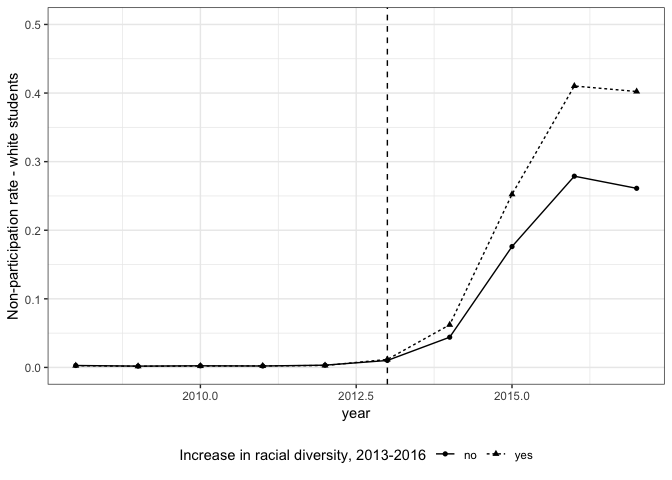 Non-participation rate - white students
0.5
0.4
0.3
0.2
0.1
0.0
2010.0 2012.5 2015.0
year
Increase in racial diversity, 2013-2016 no yes